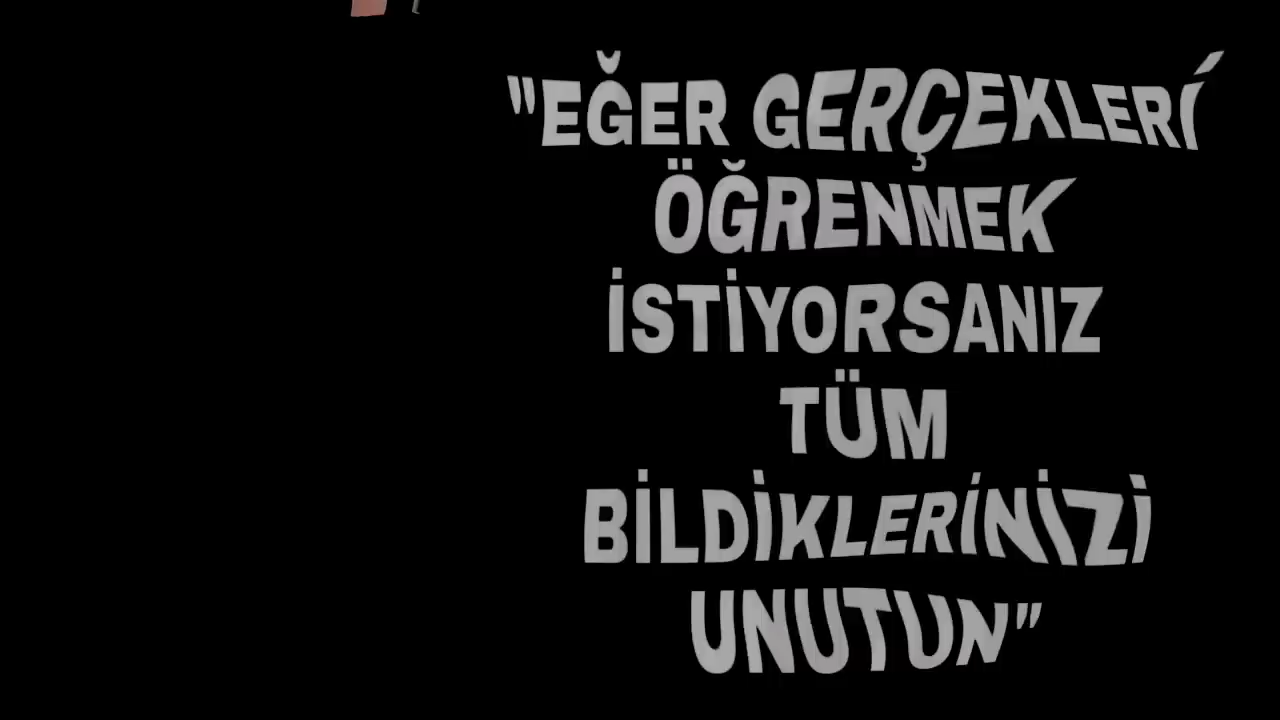 "EĞER GERÇEKLERİ
ÖĞRENMEK
İSTİYORSANIZ
TÜM
BİLDİKLERİNİZİ
UNUTUN"